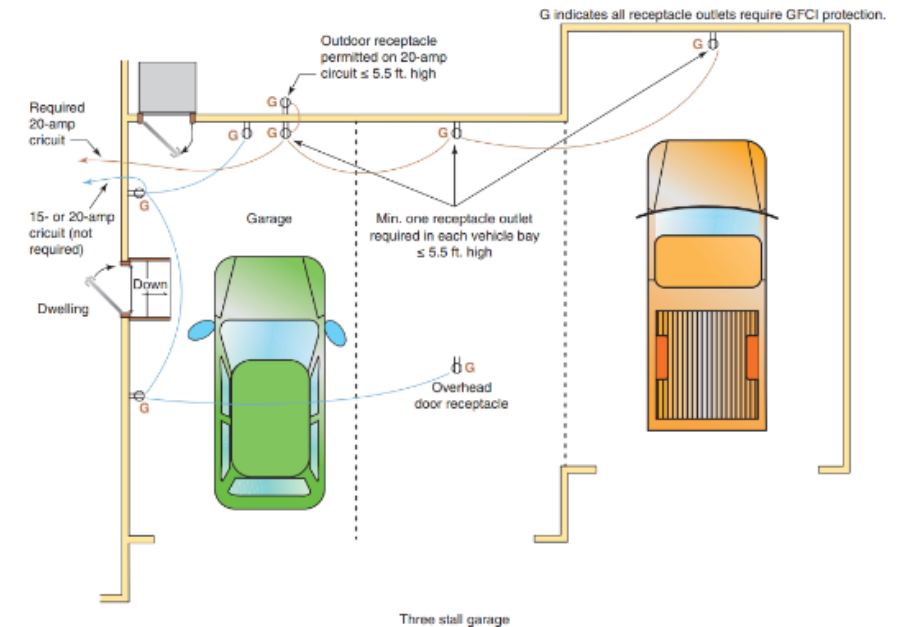 G indicates all receptacle outlets require GFCI protection.
Outdoor receptacle
permitted on 20-amp
circuit ≤ 5.5 ft. high
G
G
G
G
G
Required
20-amp
cricuit
G
15- or 20-amp
cricuit (not
required)
Garage
Min. one receptacle outlet
required in each vehicle bay
≤ 5.5 ft. high
Down
Dwelling
G
Overhead
door receptacle
G
Three stall garage